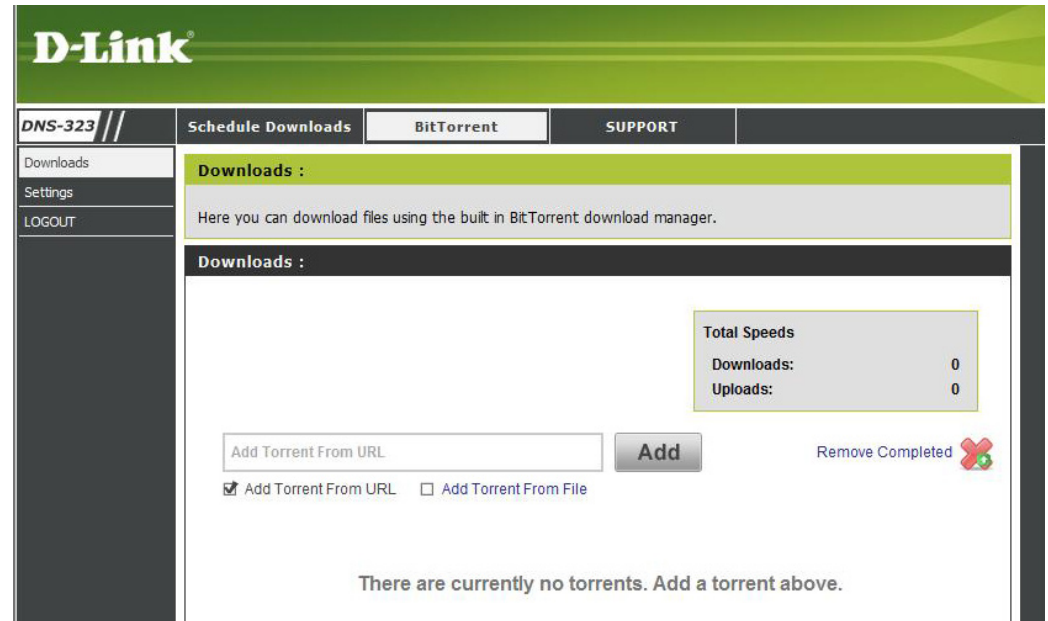 D-Link®
DNS-323 Schedule Downloads BitTorrent SUPPORT
Downloads
Settings
LOGOUT
Downloads :
Here you can download files using the built in BitTorrent download manager.
Downloads :
Total Speeds
Downloads: 0
Uploads: 0
Add Torrent From URL Add Remove Completed
Add Torrent From URL Add Torrent From File
There are currently no torrents. Add a torrent above.